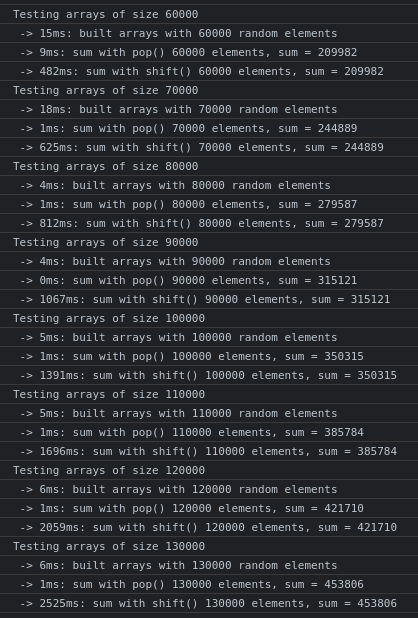 Testing arrays of size 60000
-> 15ms: built arrays with 60000 random elements
-> 9ms: sum with pop() 60000 elements, sum = 209982
-> 482ms: sum with shift() 60000 elements, sum = 209982
Testing arrays of size 70000
-> 18ms: built arrays with 70000 random elements
-> 1ms: sum with pop() 70000 elements, sum = 244889
-> 625ms: sum with shift() 70000 elements, sum = 244889
Testing arrays of size 80000
-> 4ms: built arrays with 80000 random elements
-> 1ms: sum with pop() 80000 elements, sum = 279587
-> 812ms: sum with shift() 80000 elements, sum = 279587
Testing arrays of size 90000
-> 4ms: built arrays with 90000 random elements
-> 0ms: sum with pop() 90000 elements, sum = 315121
-> 1067ms: sum with shift() 90000 elements, sum = 315121
Testing arrays of size 100000
-> 5ms: built arrays with 100000 random elements
-> 1ms: sum with pop() 100000 elements, sum = 350315
-> 1391ms: sum with shift() 100000 elements, sum = 350315
Testing arrays of size 110000
-> 5ms: built arrays with 110000 random elements
-> 1ms: sum with pop() 110000 elements, sum = 385784
-> 1696ms: sum with shift() 110000 elements, sum = 385784
Testing arrays of size 120000
-> 6ms: built arrays with 120000 random elements
-> 1ms: sum with pop() 120000 elements, sum = 421710
-> 2059ms: sum with shift() 120000 elements, sum = 421710
Testing arrays of size 130000
-> 6ms: built arrays with 130000 random elements
-> 1ms: sum with pop() 130000 elements, sum = 453806
-> 2525ms: sum with shift() 130000 elements, sum = 453806